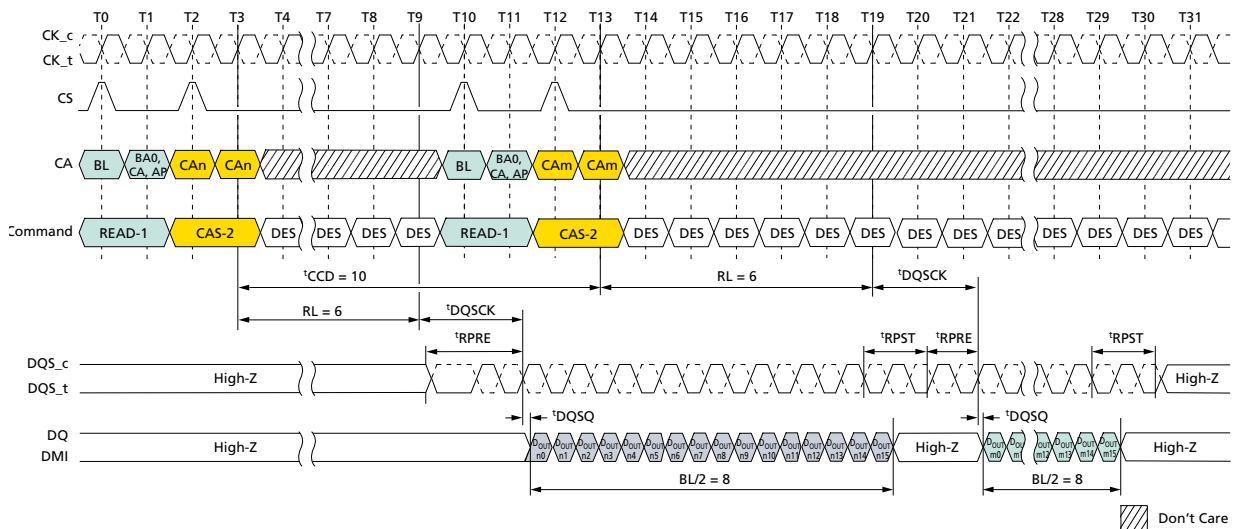 T0 T1 T2 T3 T4 T7 T8 T9 T10 T11 T12 T13 T14 T15 T16 T17 T18 T19 T20 T21 T22 T28 T29 T30 T31
CK_c
CK_t
CS
CA BL BA0, CA, AP CAn CAn BL BA0, CA, AP CAm CAm
Command READ-1 CAS-2 DES DES DES DES READ-1 CAS-2 DES DES DES DES DES DES DES DES DES DES DES DES DES
tCCD = 10 RL = 6 tDQSCK
RL = 6 tDQSCK
tRPRE tRPST tRPRE tRPST
DQS_c
DQS_t High-Z High-Z
tDQSQ tDQSQ
DQ
DMI High-Z DOUT n0 DOUT n1 DOUT n2 DOUT n3 DOUT n4 DOUT n5 DOUT n6 DOUT n7 DOUT n8 DOUT n9 DOUT n10 DOUT n11 DOUT n12 DOUT n13 DOUT n14 DOUT n15 High-Z DOUT m0 DOUT m1 DOUT m12 DOUT m13 DOUT m14 DOUT m15 High-Z
BL/2 = 8 BL/2 = 8
Don't Care